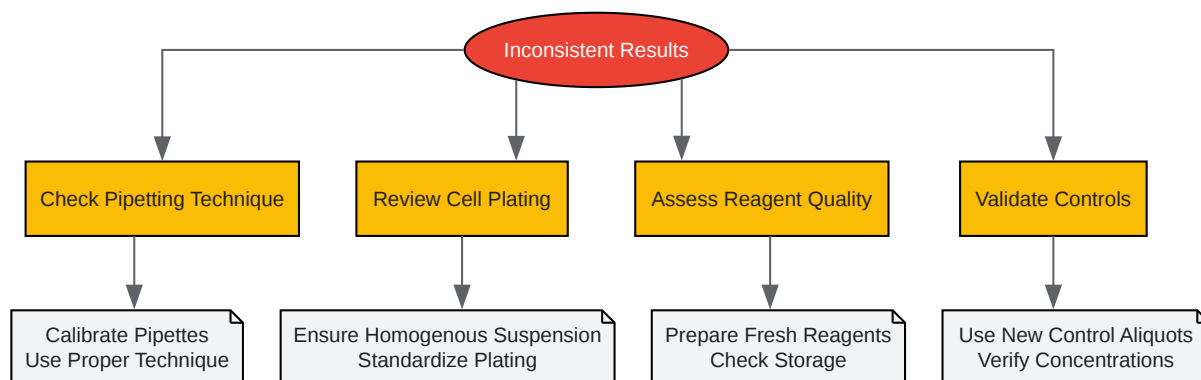 Inconsistent Results
Check Pipetting Technique
Review Cell Plating
Assess Reagent Quality
Validate Controls
Calibrate Pipettes
Use Proper Technique
Ensure Homogenous Suspension
Standardize Plating
Prepare Fresh Reagents
Check Storage
Use New Control Aliquots
Verify Concentrations